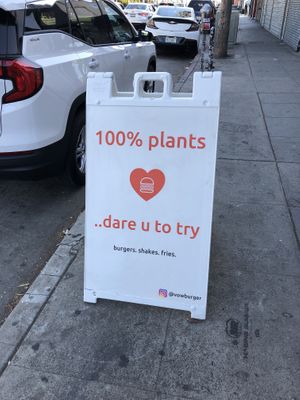 100% plants
..dare u to try
burgers. shakes. fries.
@vowburger